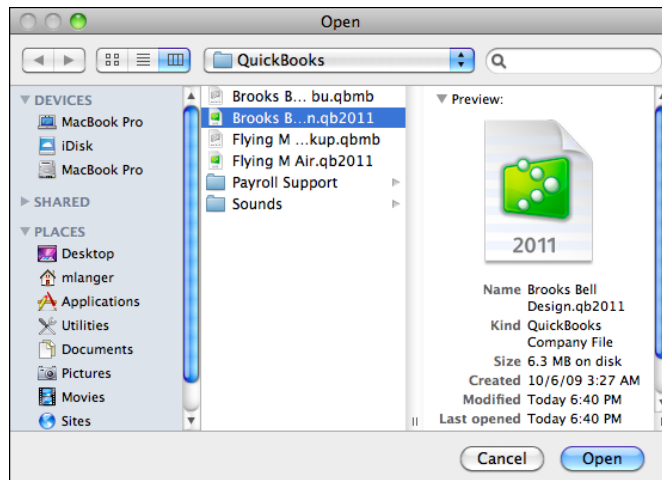 Open
QuickBooks
DEVICES
MacBook Pro
iDisk
MacBook Pro
SHARED
PLACES
Desktop
mlanger
Applications
Utilities
Documents
Pictures
Movies
Sites
Brooks B... bu.qbmb
Brooks B...n.qb2011
Flying M ...kup.qbmb
Flying M Air.qb2011
Payroll Support
Sounds
Preview:
2011
Name Brooks Bell
Design.qb2011
Kind QuickBooks
Company File
Size 6.3 MB on disk
Created 10/6/09 3:27 AM
Modified Today 6:40 PM
Last opened Today 6:40 PM
Cancel
Open